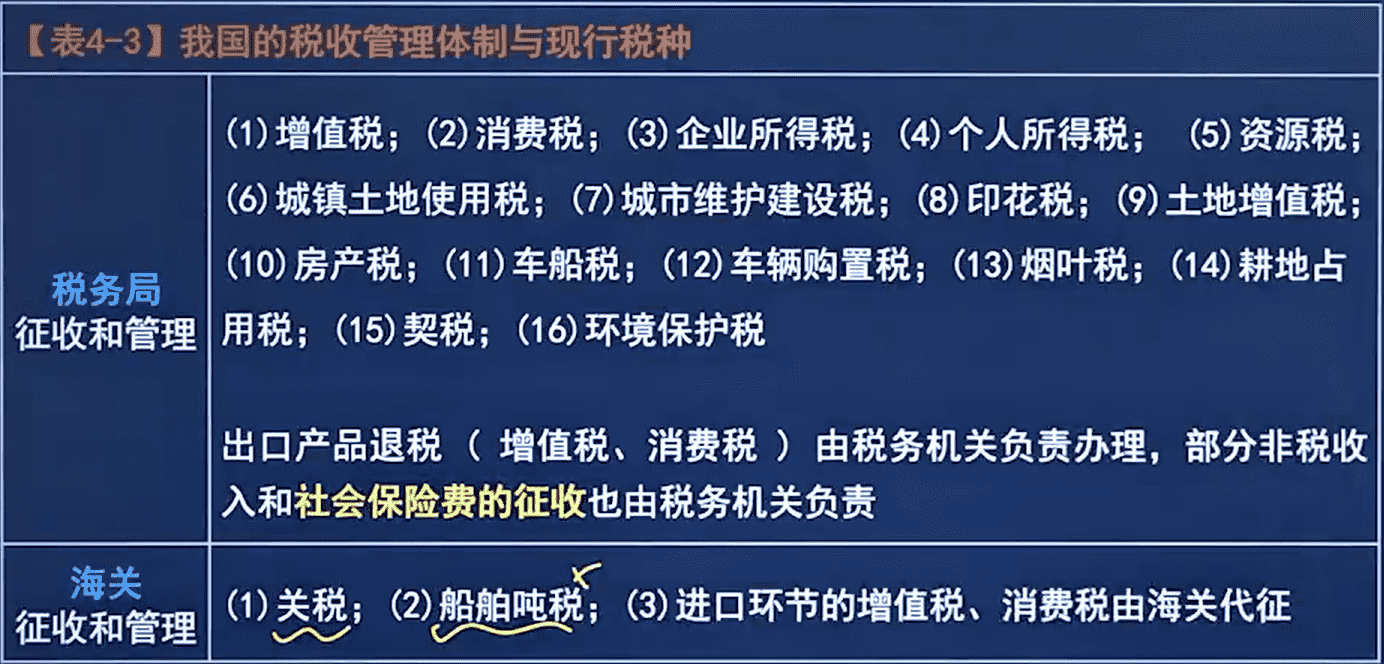 【表4-3】我国的税收管理体制与现行税种
税务局
征收和管理
(1)增值税；(2)消费税；(3)企业所得税；(4)个人所得税； (5)资源税；
(6)城镇土地使用税；(7)城市维护建设税；(8)印花税；(9)土地增值税；
(10)房产税；(11)车船税；(12)车辆购置税；(13)烟叶税；(14)耕地占
用税；(15)契税；(16)环境保护税
出口产品退税（ 增值税、消费税 ）由税务机关负责办理，部分非税收
入和社会保险费的征收也由税务机关负责
海关
征收和管理
(1)关税；(2)船舶吨税；(3)进口环节的增值税、消费税由海关代征